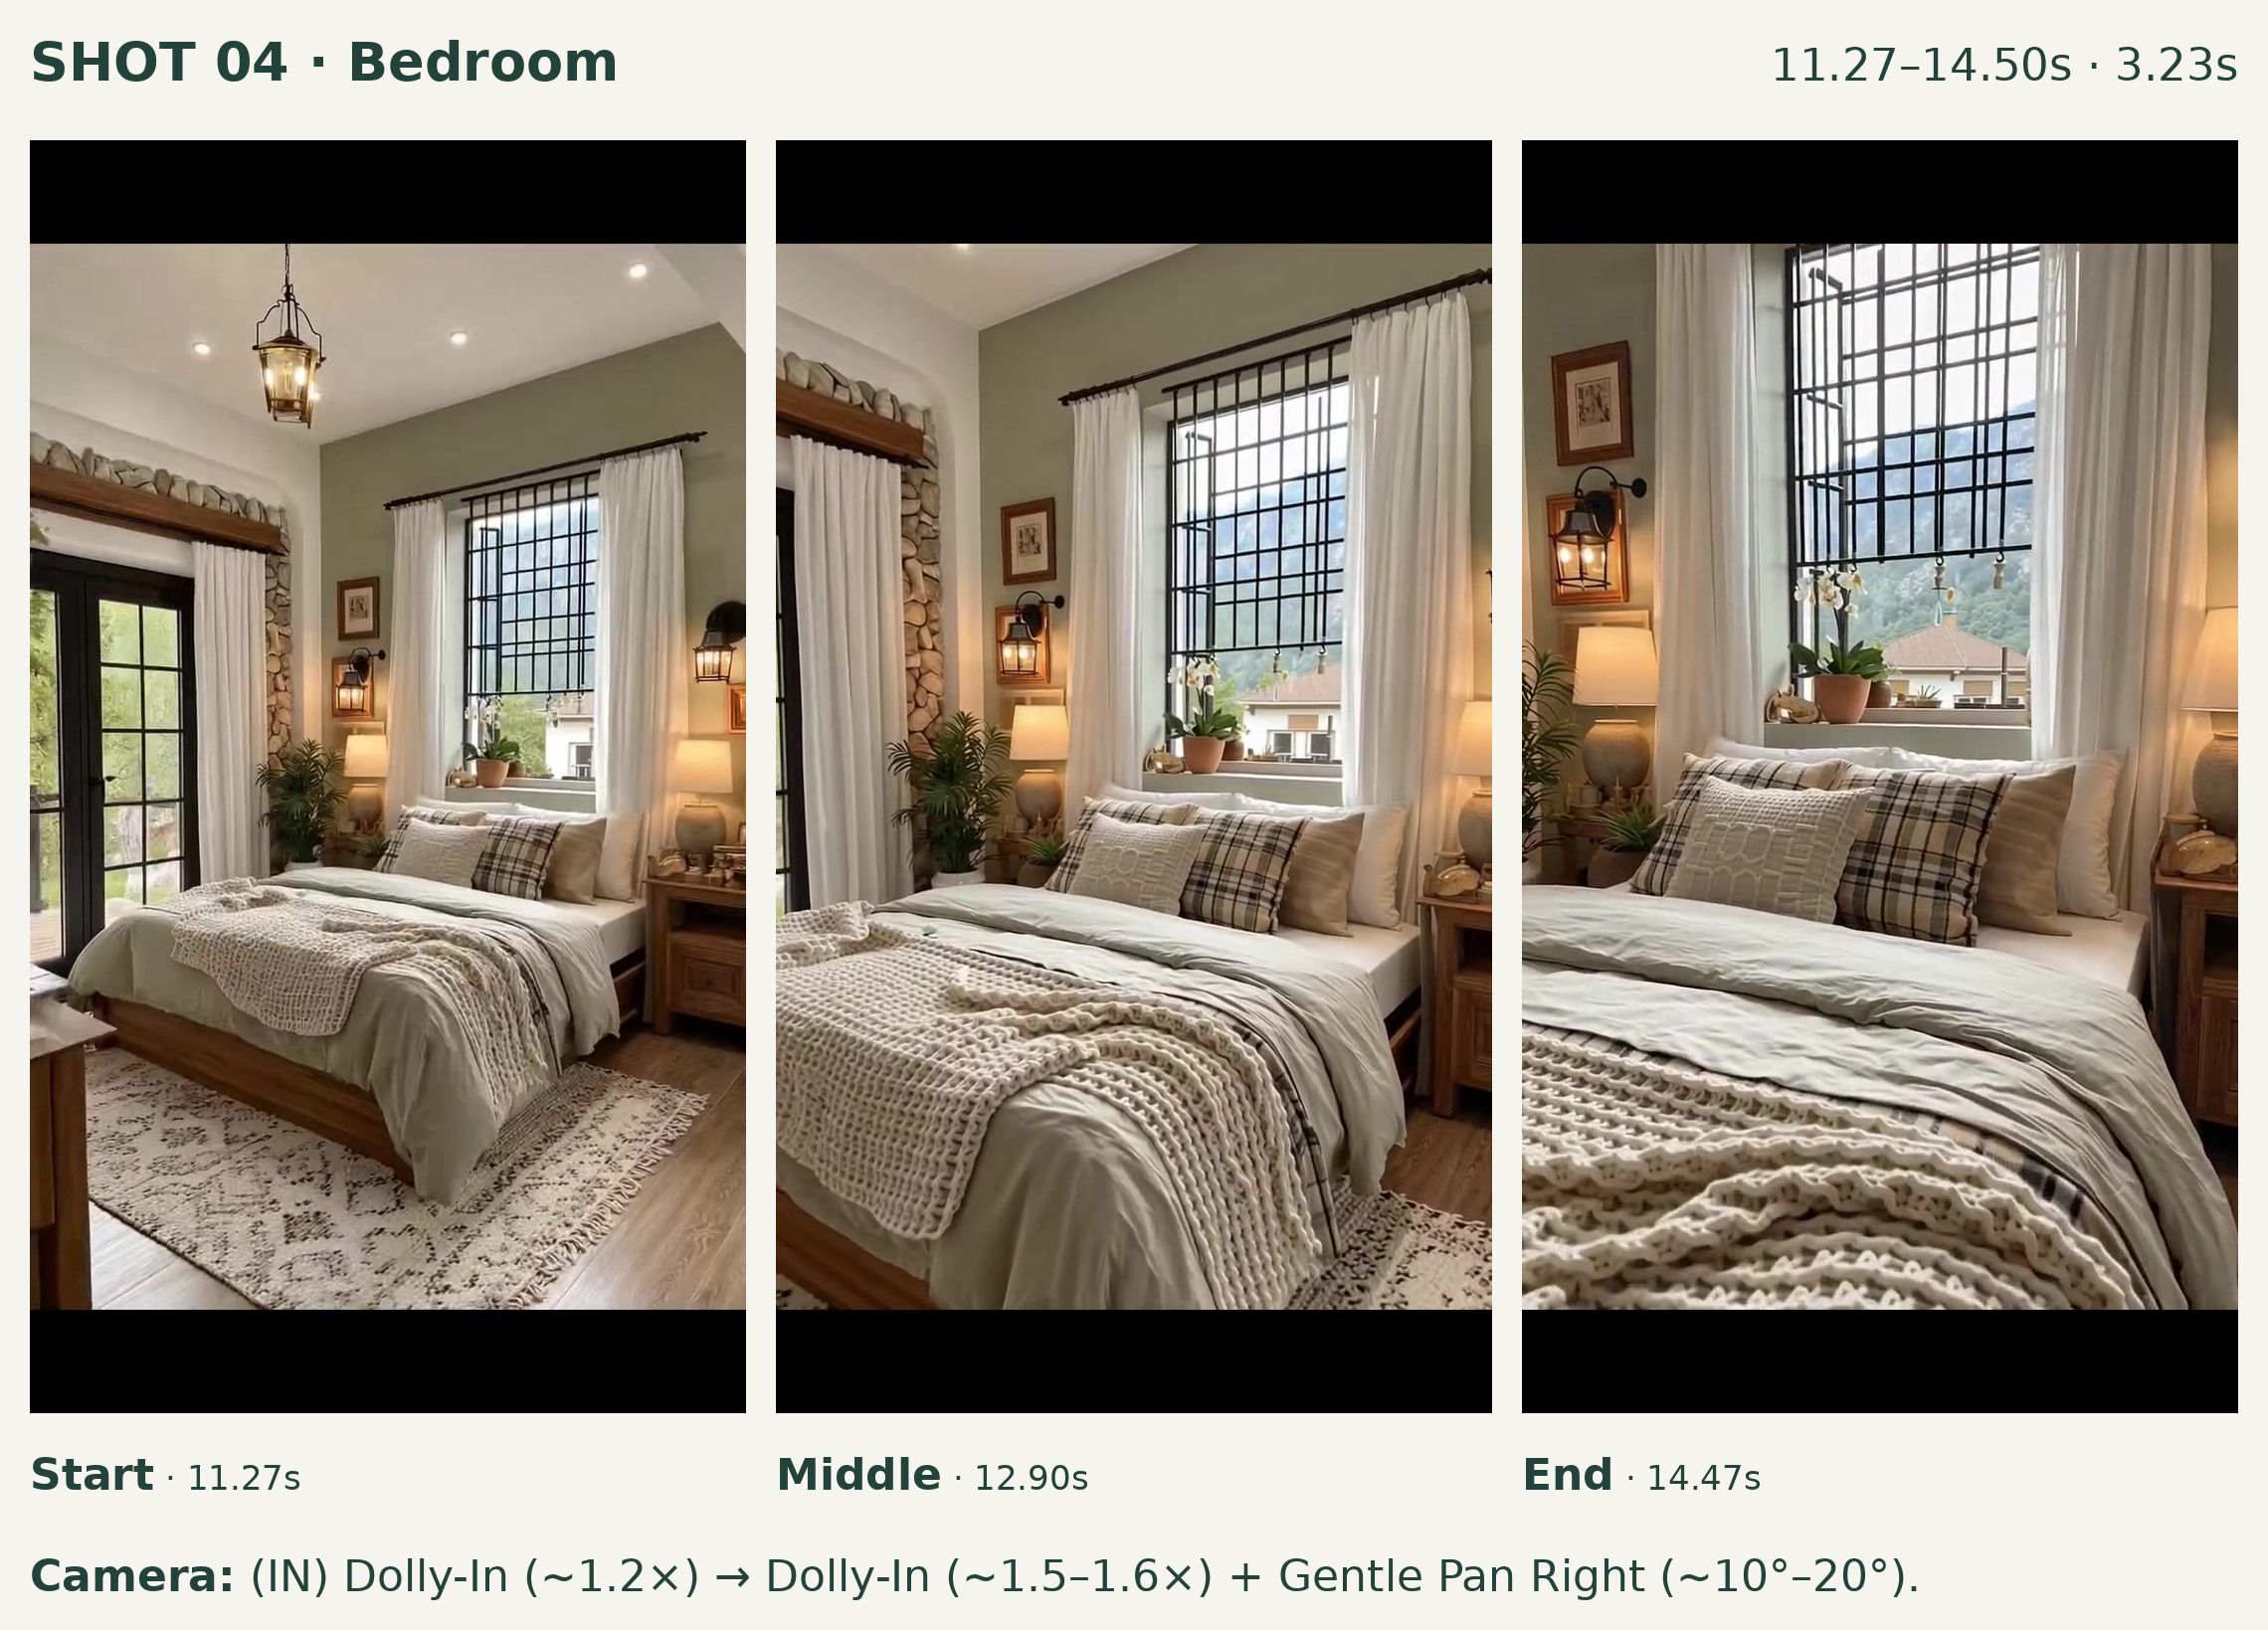 SHOT 04 · Bedroom
11.27–14.50s · 3.23s
Start · 11.27s
Middle · 12.90s
End · 14.47s
Camera: (IN) Dolly-In (~1.2×) → Dolly-In (~1.5–1.6×) + Gentle Pan Right (~10°–20°).